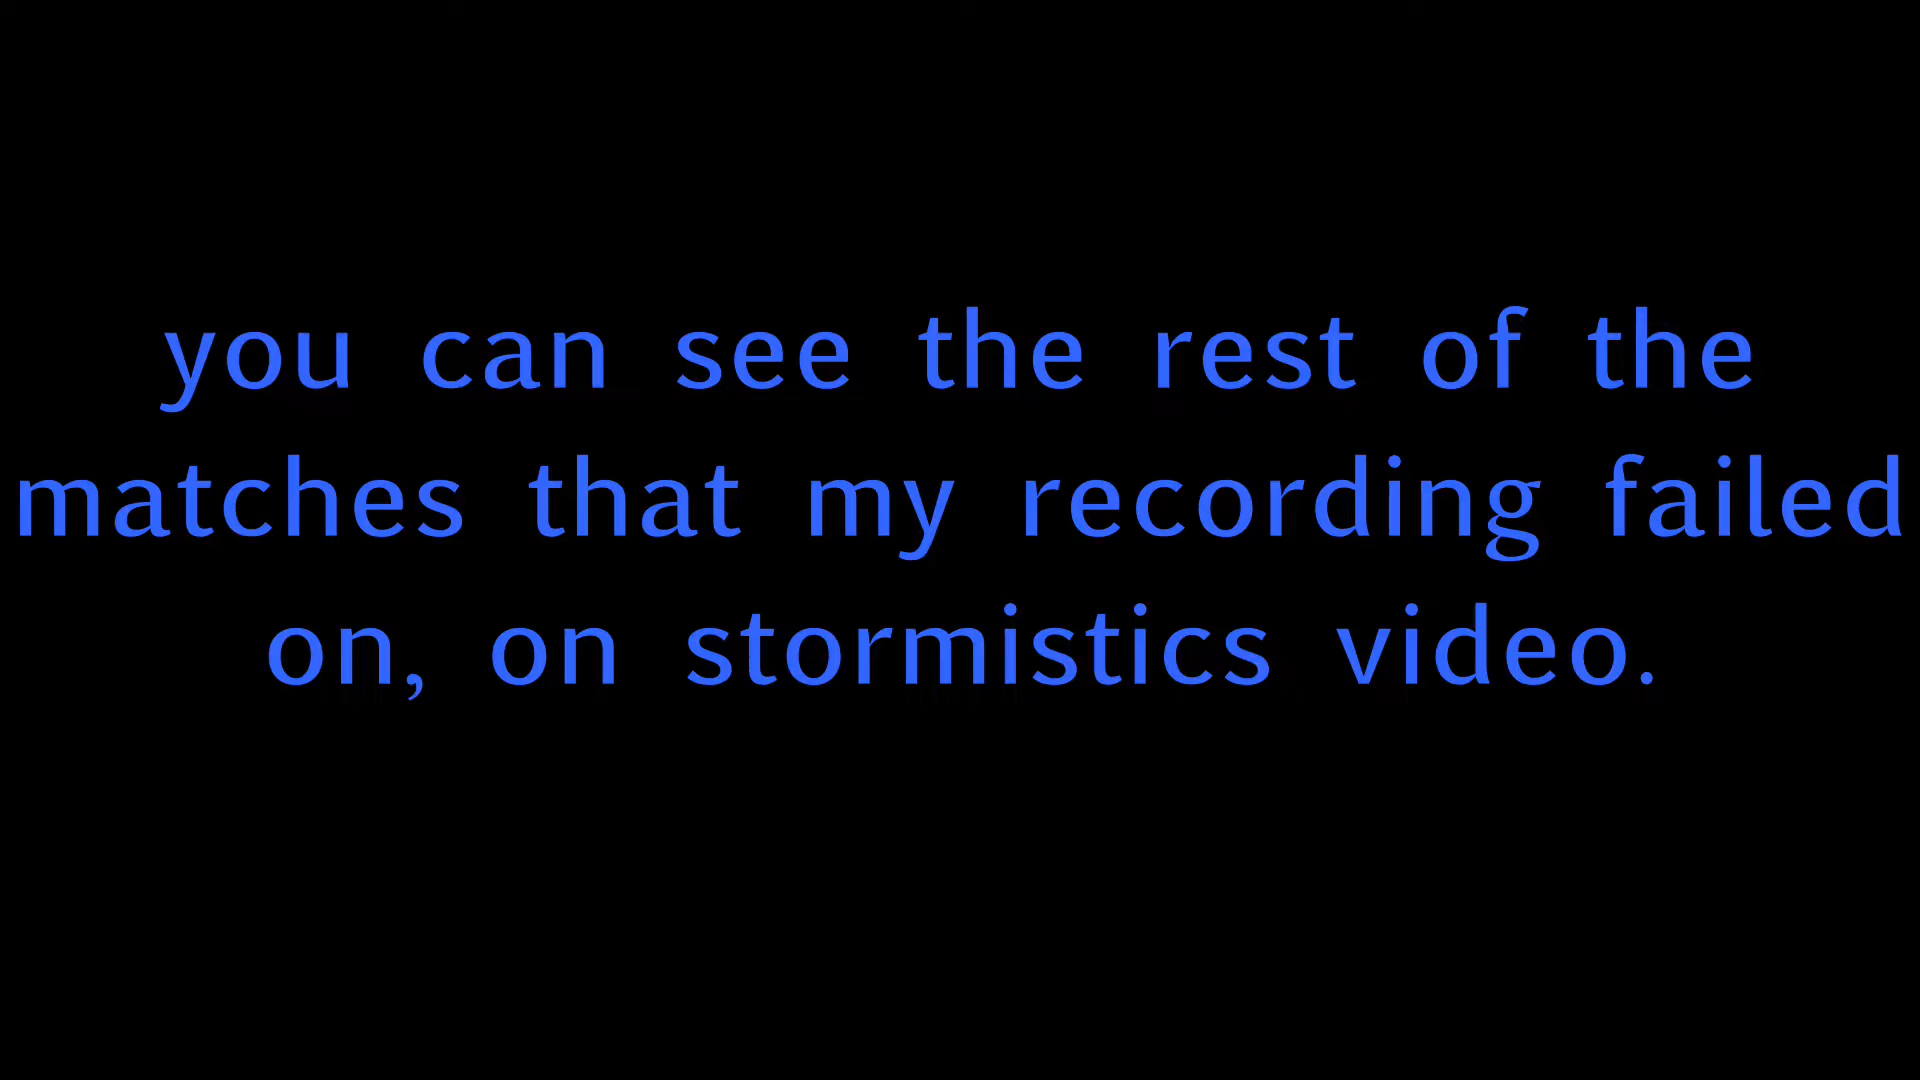 you can see the rest of the
matches that my recording failed
on, on stormistics video.